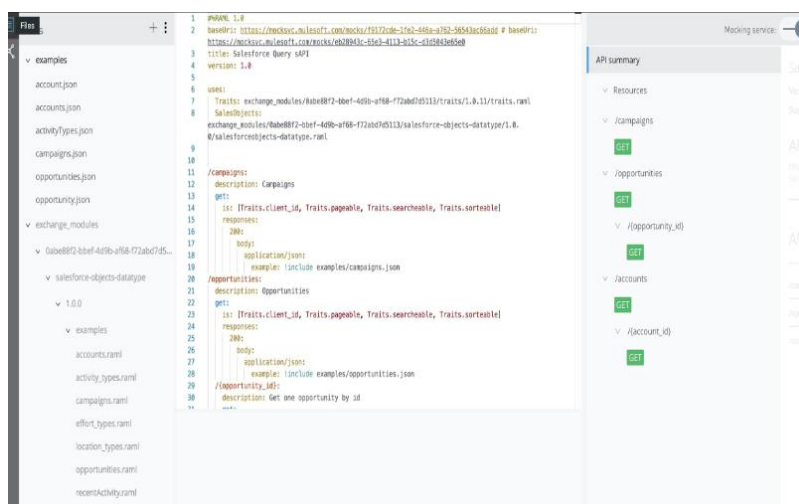 Files
+ ⋮
examples
account.json
accounts.json
activityTypes.json
campaigns.json
opportunities.json
opportunity.json
exchange_modules
0abe88f2-bbef-4d9b-af68-f72abd7d5...
salesforce-objects-datatype
1.0.0
examples
accounts.raml
activity_types.raml
campaigns.raml
effort_types.raml
location_types.raml
opportunities.raml
recentActivity.raml
1 #%RAML 1.0
2 baseUri: https://mocksvc.mulesoft.com/mocks/ # baseUri:
https://mocksvc.mulesoft.com/mocks/
3 title: Salesforce Query sAPI
4 version: 1.0
5
6 uses:
7 Traits: exchange_modules/0abe88f2-bbef-4d9b-af68-f72abd7d5113/traits/1.0.11/traits.raml
8 SalesObjects:
exchange_modules/0abe88f2-bbef-4d9b-af68-f72abd7d5113/salesforce-objects-datatype/1.0.
0/salesforceobjects-datatype.raml
9
10
11 /campaigns:
12 description: Campaigns
13 get:
14 is: [Traits.client_id, Traits.pageable, Traits.searcheable, Traits.sorteable]
15 responses:
16 200:
17 body:
18 application/json:
19 example: !include examples/campaigns.json
20 /opportunities:
21 description: Opportunities
22 get:
23 is: [Traits.client_id, Traits.pageable, Traits.searcheable, Traits.sorteable]
24 responses:
25 200:
26 body:
27 application/json:
28 example: !include examples/opportunities.json
29 /{opportunity_id}:
30 description: Get one opportunity by id
31 get:
Mocking service:
API summary
Resources
/campaigns
GET
/opportunities
GET
/{opportunity_id}
GET
/accounts
GET
/{account_id}
GET